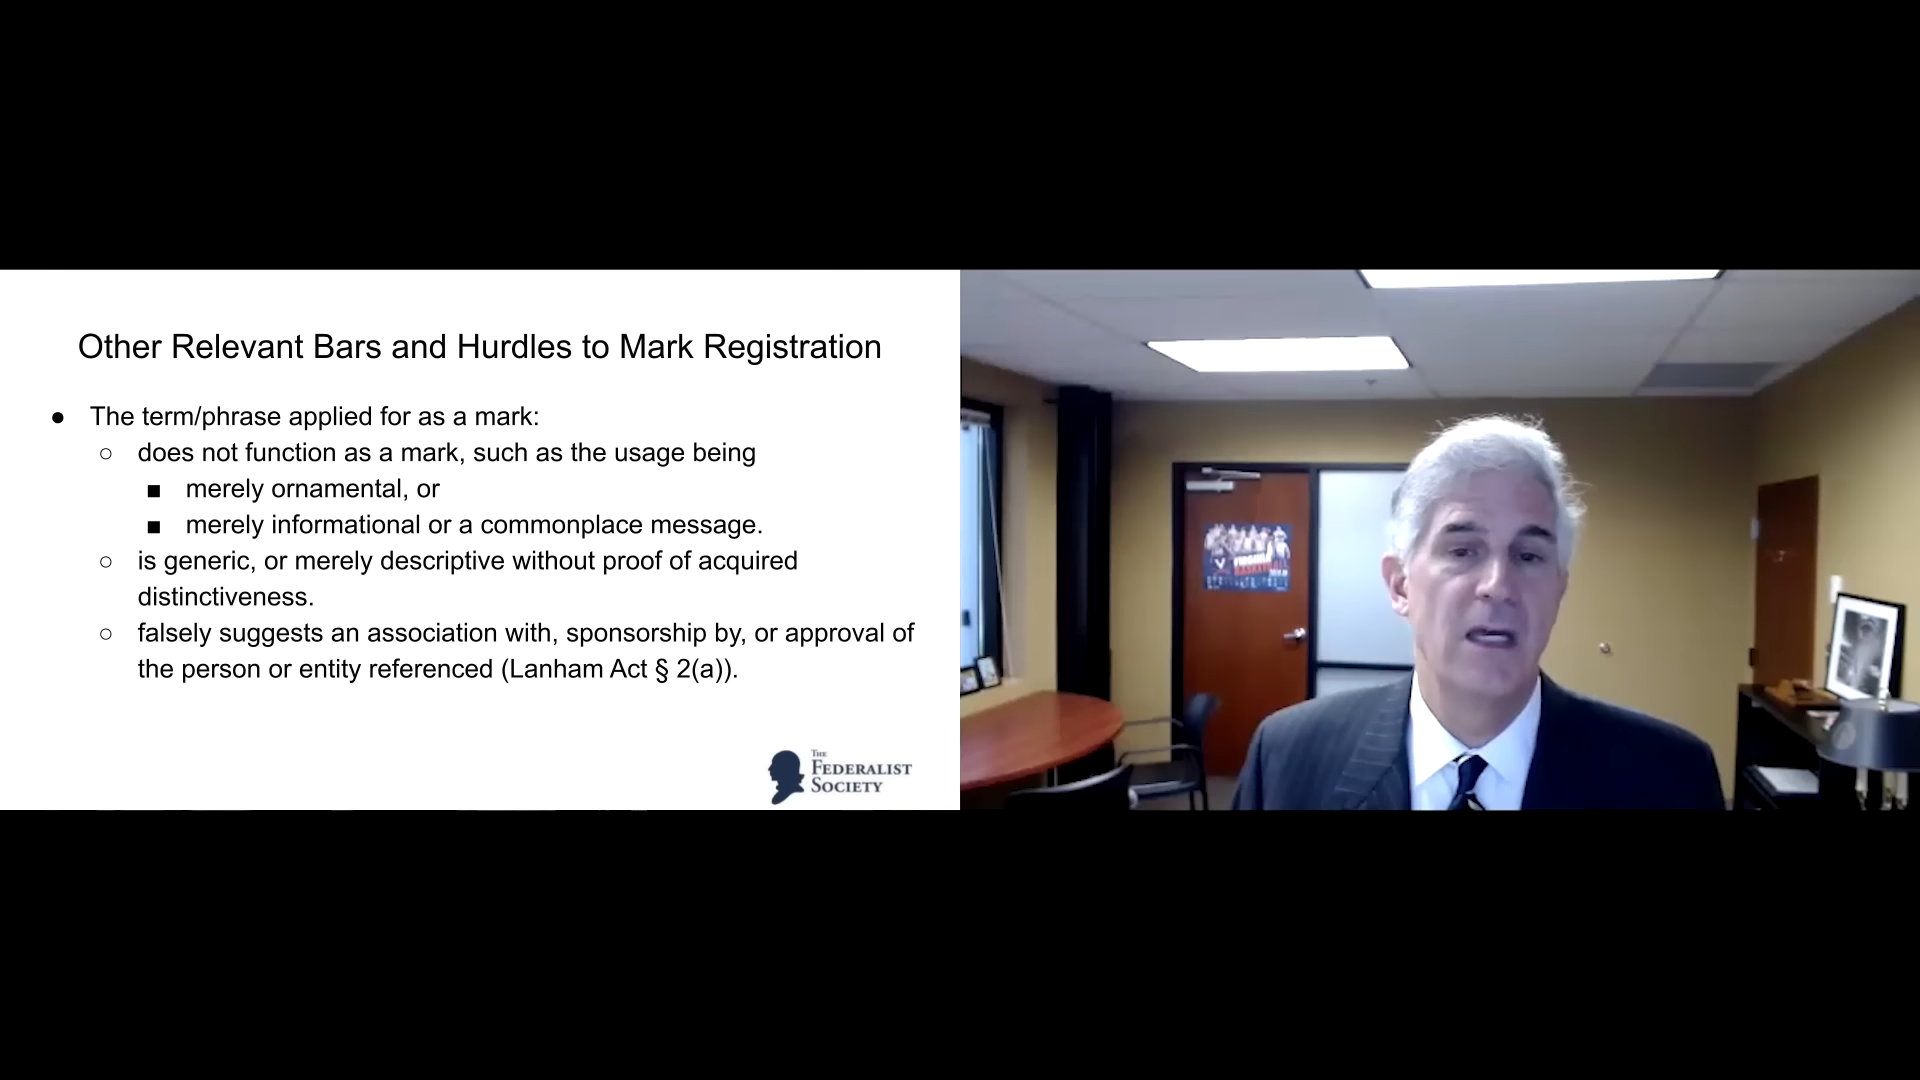 Other Relevant Bars and Hurdles to Mark Registration
● The term/phrase applied for as a mark:
○ does not function as a mark, such as the usage being
■ merely ornamental, or
■ merely informational or a commonplace message.
○ is generic, or merely descriptive without proof of acquired
distinctiveness.
○ falsely suggests an association with, sponsorship by, or approval of
the person or entity referenced (Lanham Act § 2(a)).
THE
FEDERALIST
SOCIETY
VIRGINIA
BASKETBALL